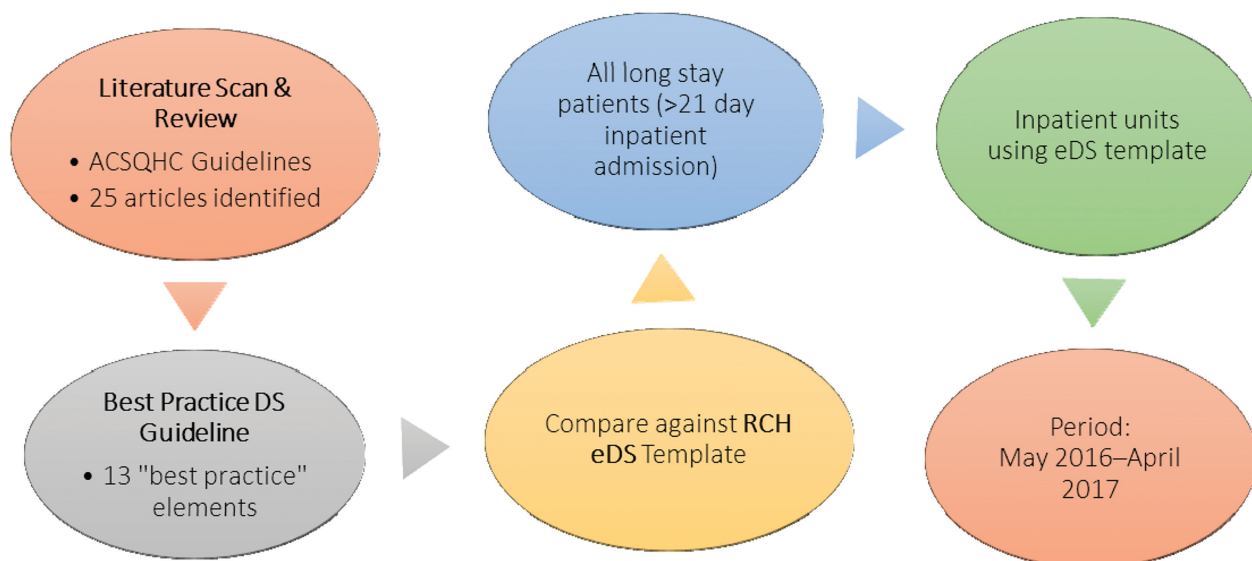 Literature Scan &
Review
• ACSQHC Guidelines
• 25 articles identified
Best Practice DS
Guideline
• 13 "best practice"
elements
Compare against RCH
eDS Template
All long stay
patients (>21 day
inpatient
admission)
Inpatient units
using eDS template
Period:
May 2016–April
2017